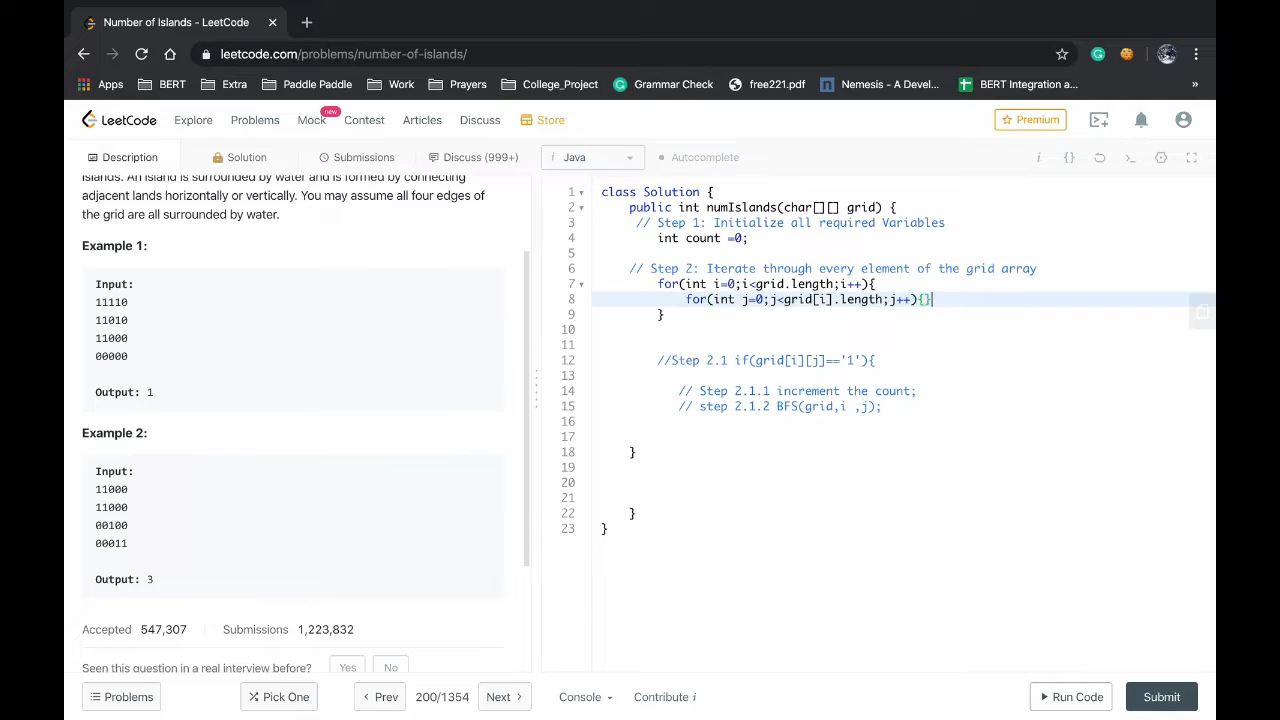 Number of Islands - LeetCode
leetcode.com/problems/number-of-islands/
Apps BERT Extra Paddle Paddle Work Prayers College_Project Grammar Check free221.pdf Nemesis - A Devel... BERT Integration a... »
LeetCode Explore Problems Mock new Contest Articles Discuss Store Premium
Description Solution Submissions Discuss (999+)
islands. An island is surrounded by water and is formed by connecting
adjacent lands horizontally or vertically. You may assume all four edges of
the grid are all surrounded by water.
Example 1:
Input:
11110
11010
11000
00000
Output: 1
Example 2:
Input:
11000
11000
00100
00011
Output: 3
Accepted 547,307 Submissions 1,223,832
Seen this question in a real interview before? Yes No
Problems Pick One Prev 200/1354 Next
i Java Autocomplete
1 class Solution {
2 public int numIslands(char[][] grid) {
3 // Step 1: Initialize all required Variables
4 int count =0;
5
6 // Step 2: Iterate through every element of the grid array
7 for(int i=0;i<grid.length;i++){
8 for(int j=0;j<grid[i].length;j++){}
9 }
10
11
12 //Step 2.1 if(grid[i][j]=='1'){
13
14 // Step 2.1.1 increment the count;
15 // step 2.1.2 BFS(grid,i ,j);
16
17
18 }
19
20
21
22 }
23 }
Console Contribute i Run Code Submit